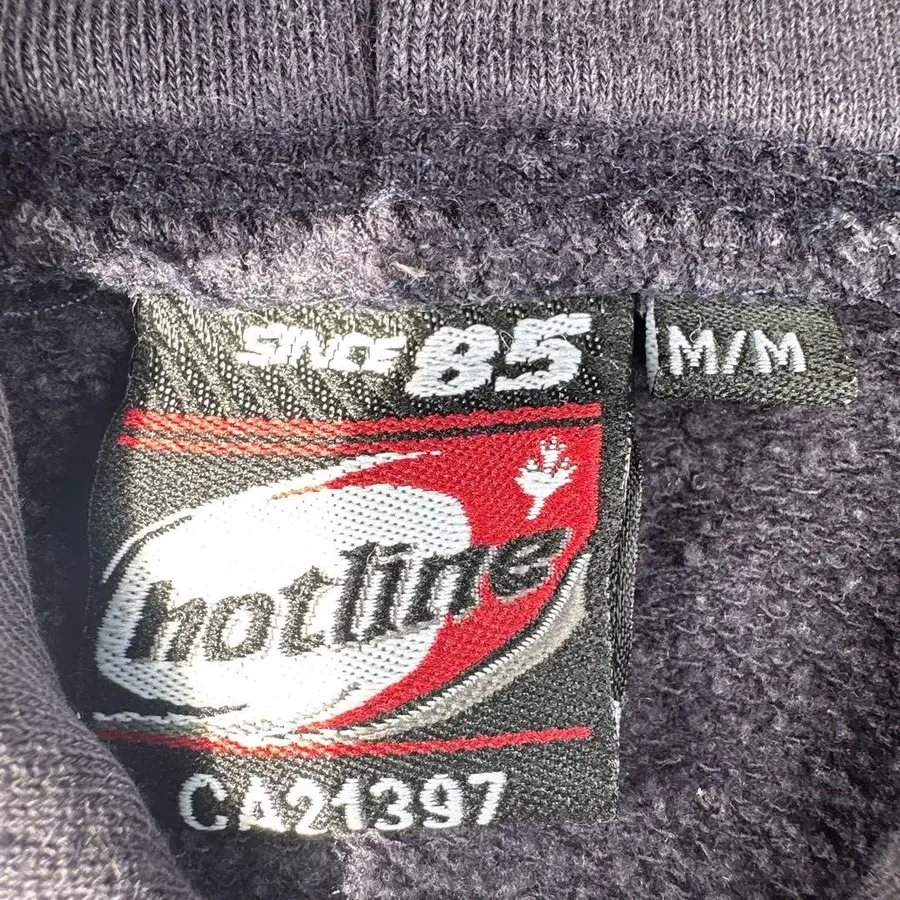 SINCE 85
M/M
hotline
CA21397